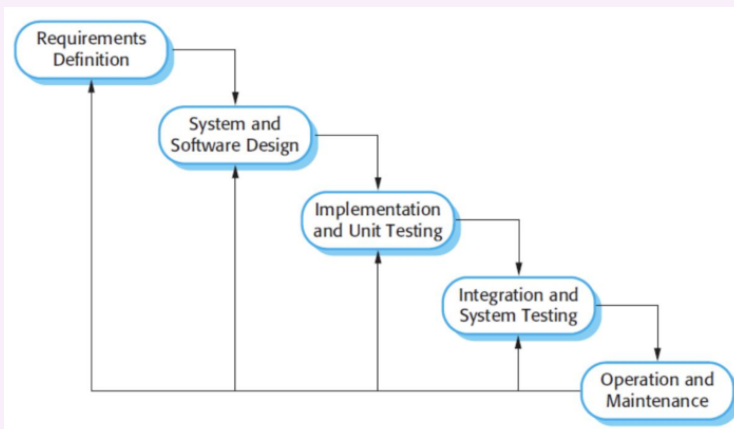 Requirements
Definition
System and
Software Design
Implementation
and Unit Testing
Integration and
System Testing
Operation and
Maintenance